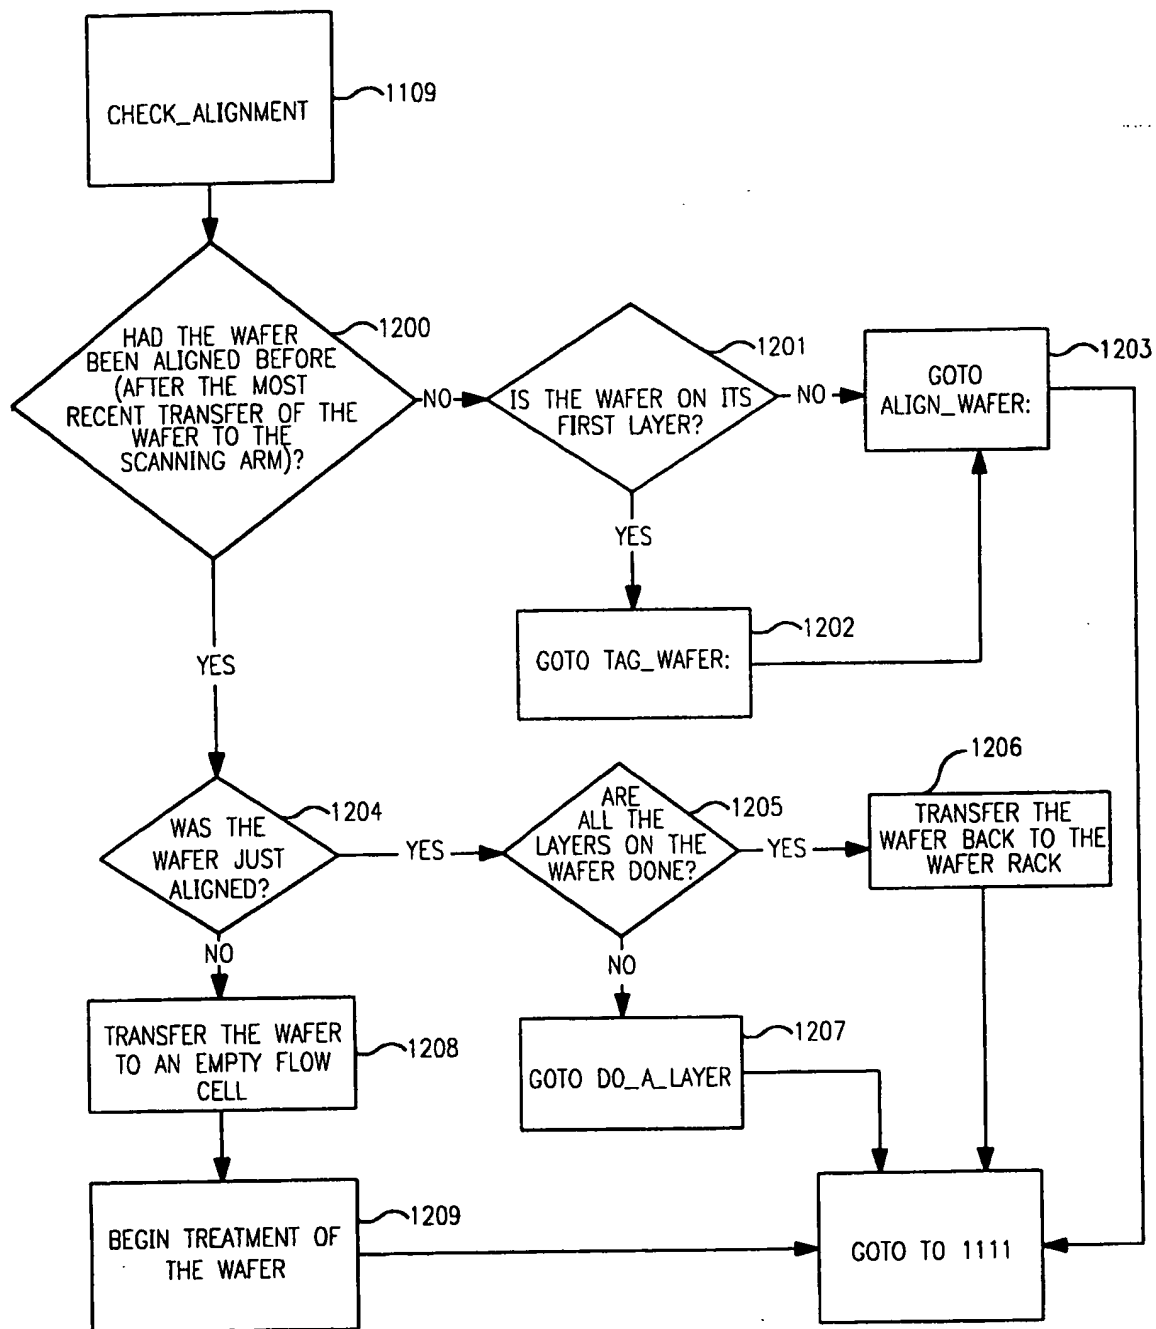 CHECK_ALIGNMENT
1109
HAD THE WAFER
BEEN ALIGNED BEFORE
(AFTER THE MOST
RECENT TRANSFER OF THE
WAFER TO THE
SCANNING ARM)?
1200
NO
IS THE WAFER ON ITS
FIRST LAYER?
1201
NO
GOTO
ALIGN_WAFER:
1203
YES
GOTO TAG_WAFER:
1202
YES
WAS THE
WAFER JUST
ALIGNED?
1204
YES
ARE
ALL THE
LAYERS ON THE
WAFER DONE?
1205
YES
TRANSFER THE
WAFER BACK TO THE
WAFER RACK
1206
NO
NO
TRANSFER THE WAFER
TO AN EMPTY FLOW
CELL
1208
GOTO DO_A_LAYER
1207
BEGIN TREATMENT OF
THE WAFER
1209
GOTO TO 1111